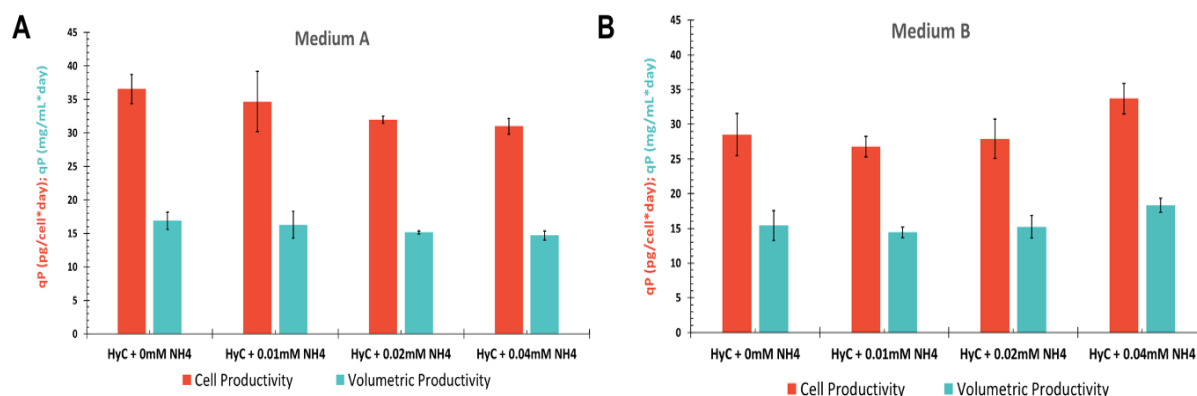 A
Medium A
qP (pg/cell*day); qP (mg/mL*day)
45
40
35
30
25
20
15
10
5
0
HyC + 0mM NH4 HyC + 0.01mM NH4 HyC + 0.02mM NH4 HyC + 0.04mM NH4
Cell Productivity Volumetric Productivity
B
Medium B
qP (pg/cell*day); qP (mg/mL*day)
45
40
35
30
25
20
15
10
5
0
HyC + 0mM NH4 HyC + 0.01mM NH4 HyC + 0.02mM NH4 HyC + 0.04mM NH4
Cell Productivity Volumetric Productivity